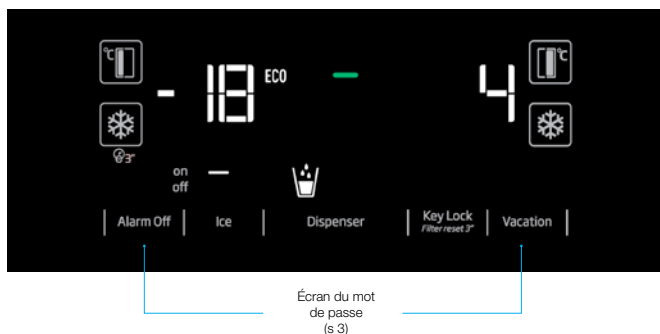 °C
- 18 ECO
4
°C
3"
on
off
Alarm Off
Ice
Dispenser
Key Lock
Filter reset 3"
Vacation
Écran du mot
de passe
(s 3)